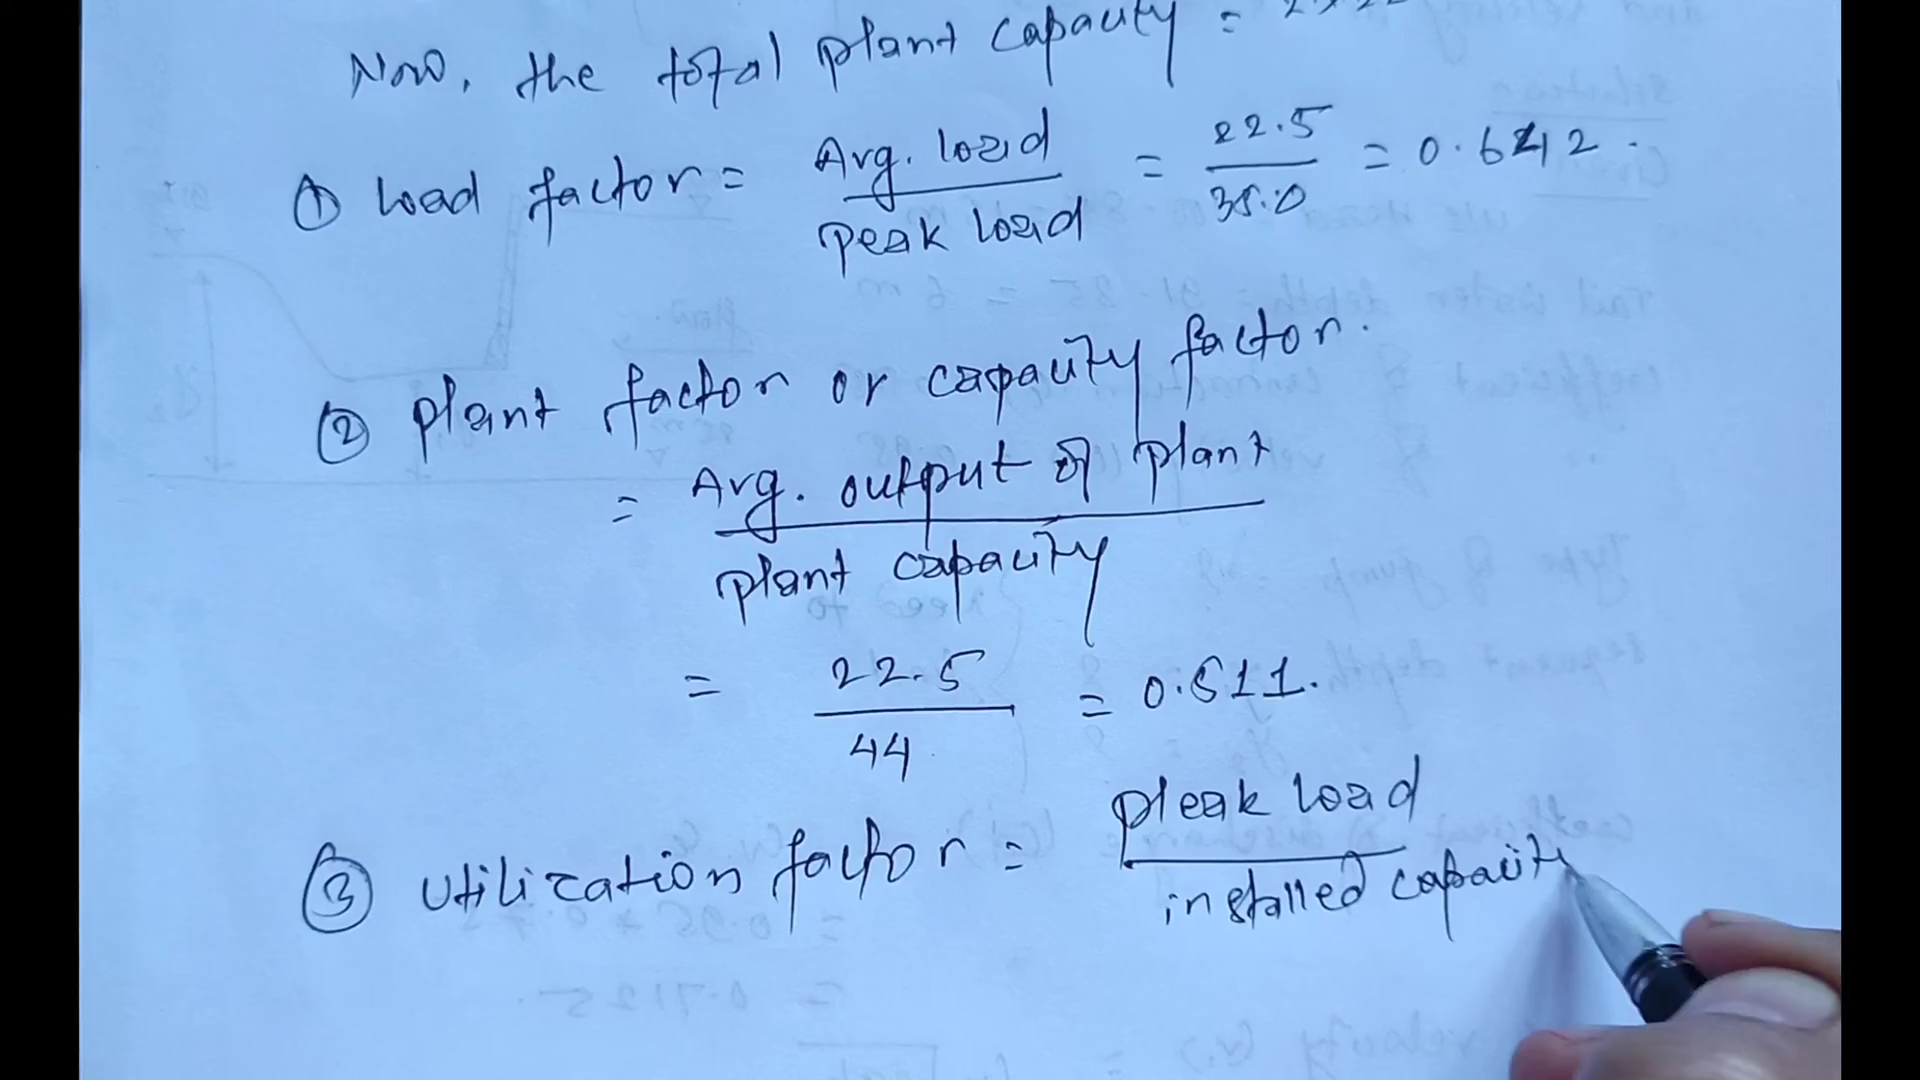 Now, the total plant capacity =
① Load factor = Avg. load / peak load = 22.5 / 35.0 = 0.642.
② plant factor or capacity factor.
= Avg. output of plant / plant capacity
= 22.5 / 44 = 0.511.
③ utilization factor = pleak load / installed capacity